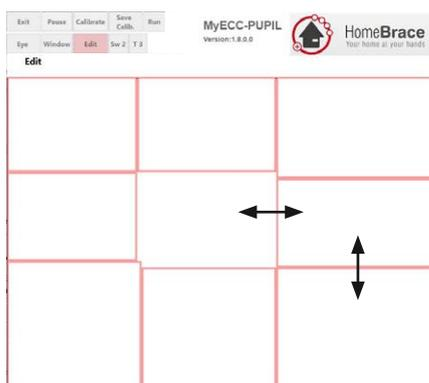 Exit Pause Calibrate Save Calib. Run
Eye Window Edit Sw 2 T 3
Edit
MyECC-PUPIL
Version:1.8.0.0
HomeBrace
Your home at your hands